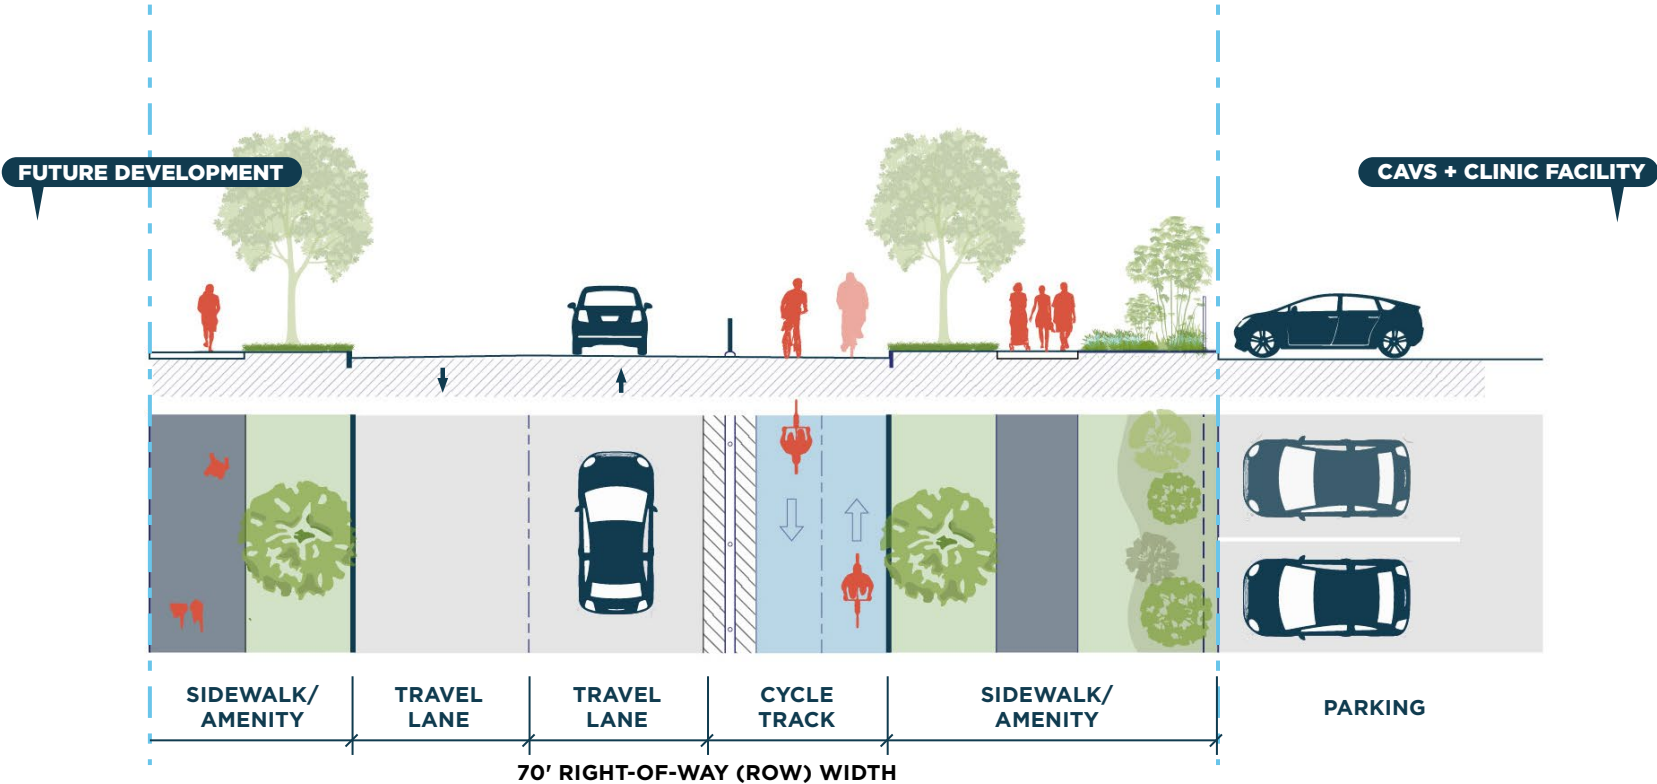 FUTURE DEVELOPMENT
CAVS + CLINIC FACILITY
SIDEWALK/
AMENITY
TRAVEL
LANE
TRAVEL
LANE
CYCLE
TRACK
SIDEWALK/
AMENITY
PARKING
70' RIGHT-OF-WAY (ROW) WIDTH